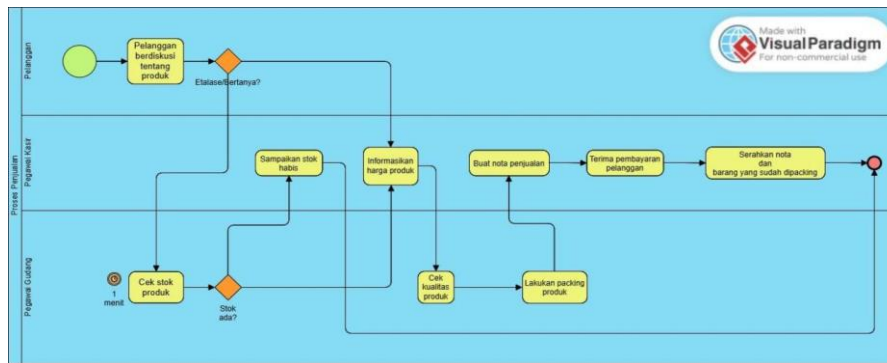 Made with
VisualParadigm
For non-commercial use
Proses Penjualan
Pelanggan
Pelanggan
berdiskusi
tentang
produk
Etalase/Bertanya?
Pegawai Kasir
Sampaikan stok
habis
Informasikan
harga produk
Buat nota penjualan
Terima pembayaran
pelanggan
Serahkan nota
dan
barang yang sudah dipacking
Pegawai Gudang
1
menit
Cek stok
produk
Stok
ada?
Cek
kualitas
produk
Lakukan packing
produk